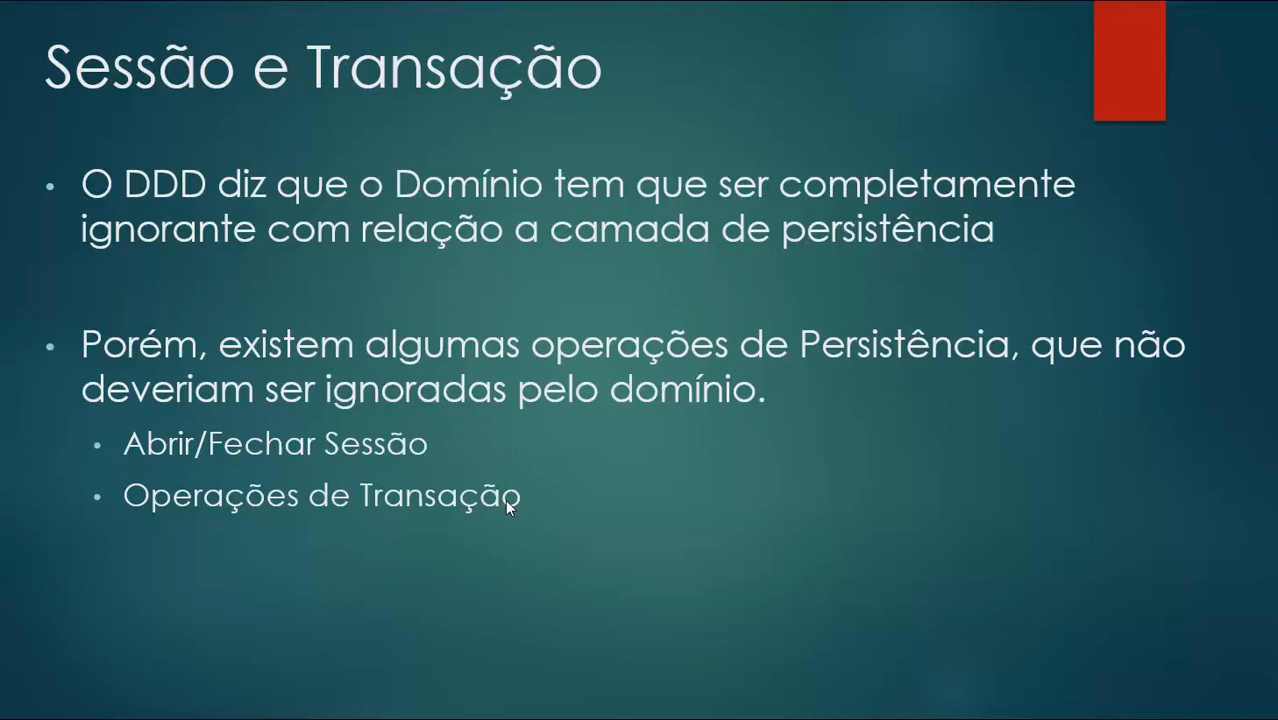 Sessão e Transação
• O DDD diz que o Domínio tem que ser completamente
ignorante com relação a camada de persistência
• Porém, existem algumas operações de Persistência, que não
deveriam ser ignoradas pelo domínio.
• Abrir/Fechar Sessão
• Operações de Transação